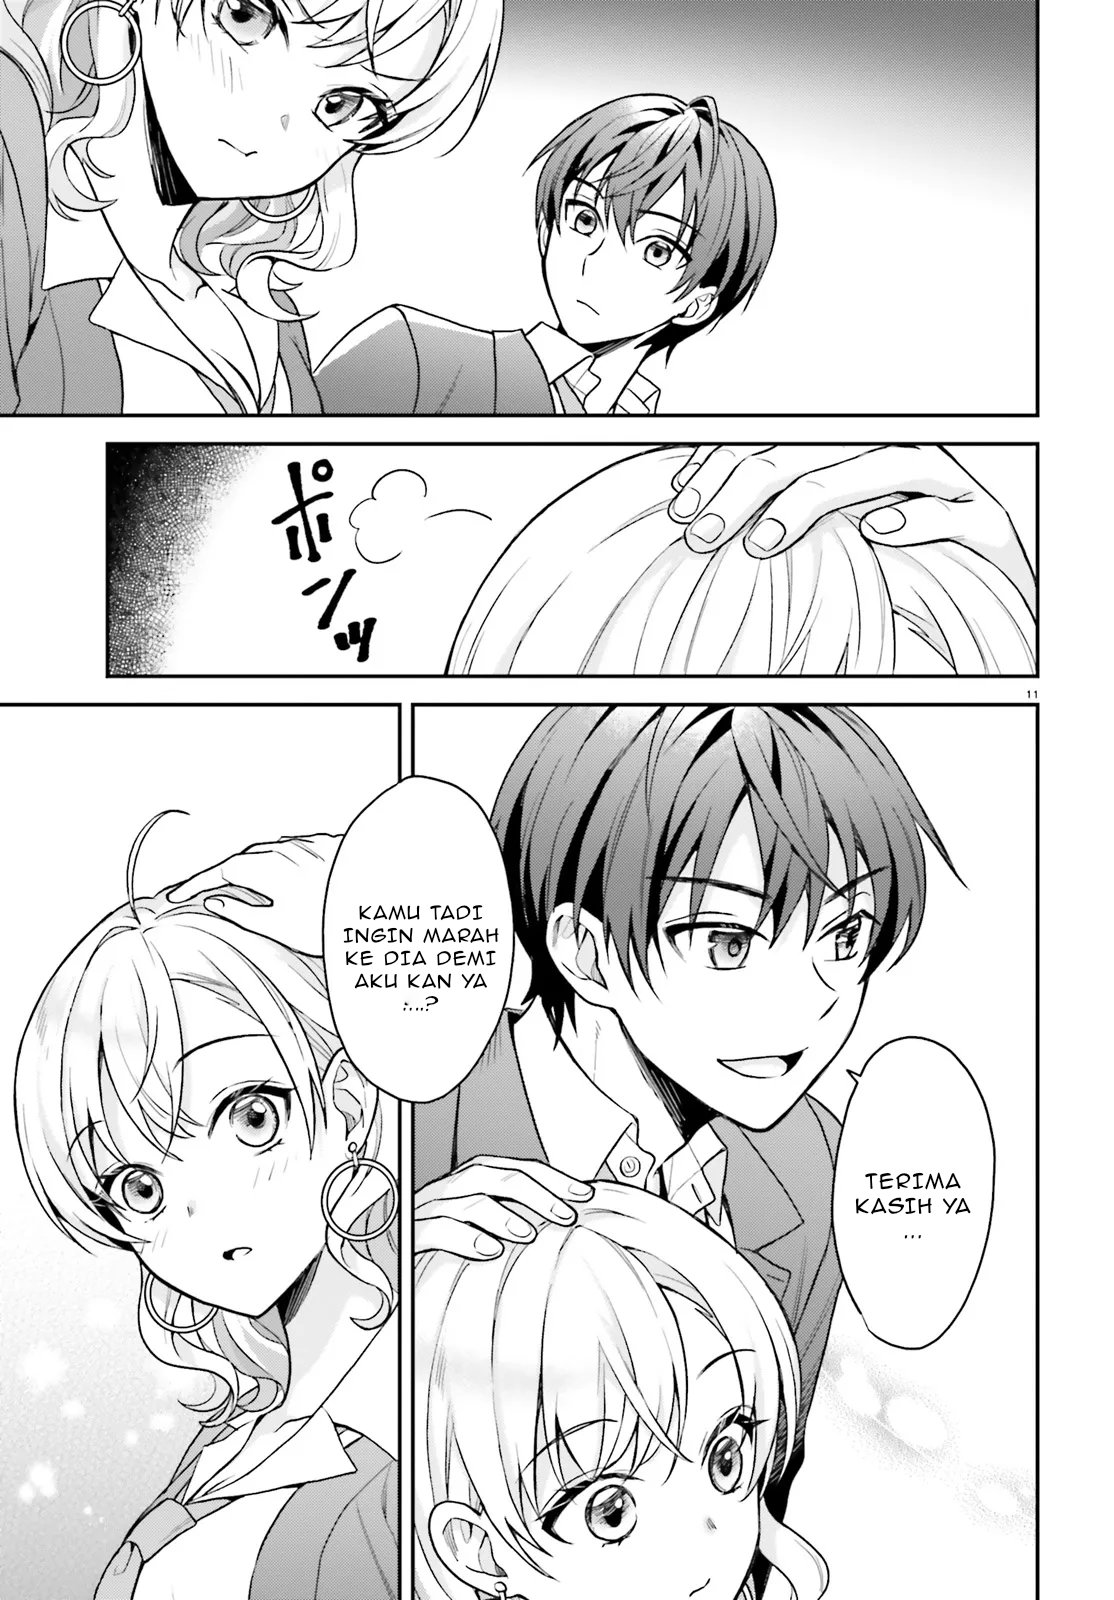 ポンッ
11
KAMU TADI
INGIN MARAH
KE DIA DEMI
AKU KAN YA
...?
TERIMA
KASIH YA
...